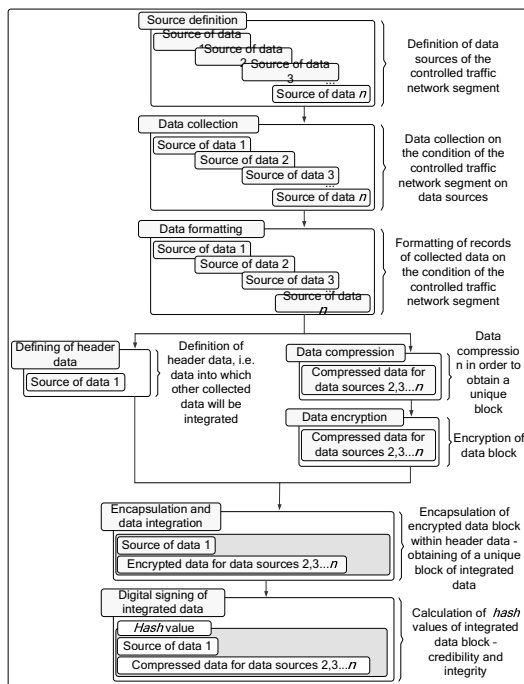 Source definition
Source of data
1
Source of data
2
Source of data
3
...
Source of data n
Definition of data
sources of the
controlled traffic
network segment
Data collection
Source of data 1
Source of data 2
Source of data 3
...
Source of data n
Data collection on
the condition of the
controlled traffic
network segment on
data sources
Data formatting
Source of data 1
Source of data 2
Source of data 3
...
Source of data
n
Formatting of records
of collected data on
the condition of the
controlled traffic
network segment
Defining of header
data
Source of data 1
Definition of
header data, i.e.
data into which
other collected
data will be
integrated
Data compression
Compressed data for
data sources 2,3...n
Data
compressio
n in order to
obtain a
unique
block
Data encryption
Compressed data for
data sources 2,3...n
Encryption of
data block
Encapsulation and
data integration
Source of data 1
Encrypted data for data sources 2,3...n
Encapsulation of
encrypted data block
within header data -
obtaining of a unique
block of integrated
data
Digital signing of
integrated data
Hash value
Source of data 1
Compressed data for data sources 2,3...n
Calculation of hash
values of integrated
data block -
credibility and
integrity